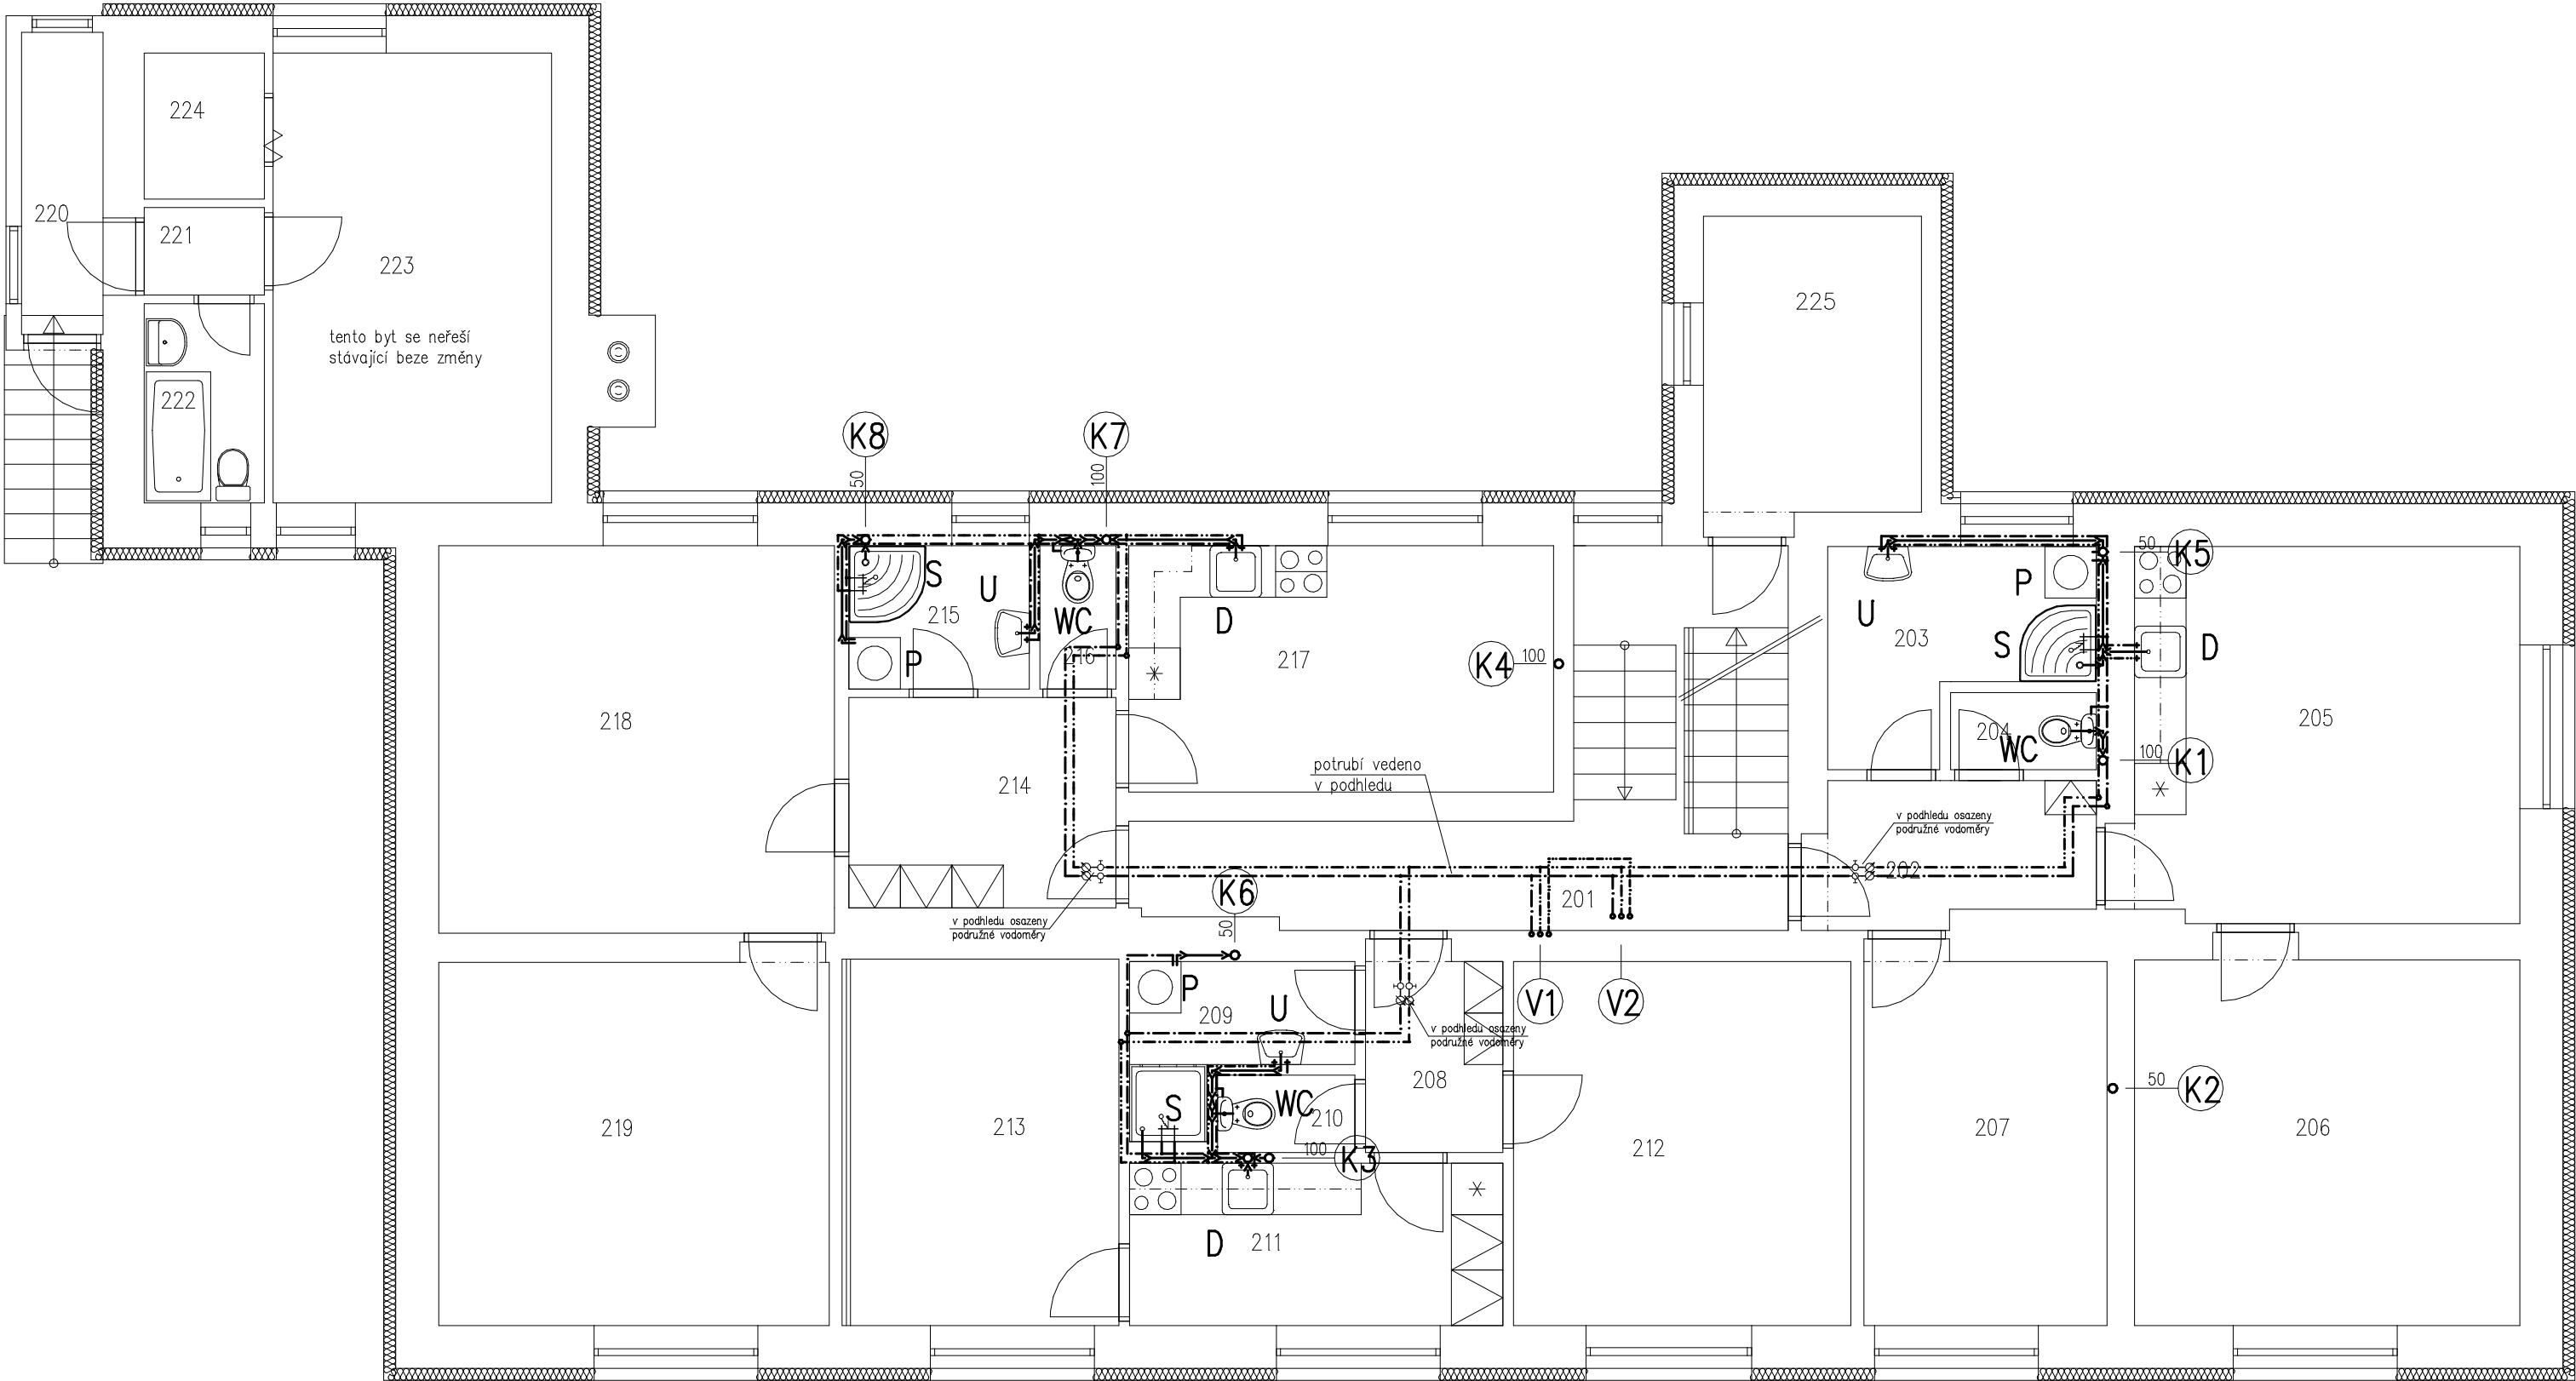 224
220
221
223
tento byt se neřeší
stávající beze změny
222
225
K8
50
K7
100
K5
50
S
U
215
WC
216
P
D
217
K4
100
U
P
203
S
D
204
WC
205
K1
100
218
214
potrubí vedeno
v podhledu
v podhledu osazeny
podružné vodoměry
202
K6
50
201
v podhledu osazeny
podružné vodoměry
P
209
U
V1
V2
v podhledu osazeny
podružné vodoměry
208
S
WC
210
100
K3
50
K2
219
213
212
207
206
D
211